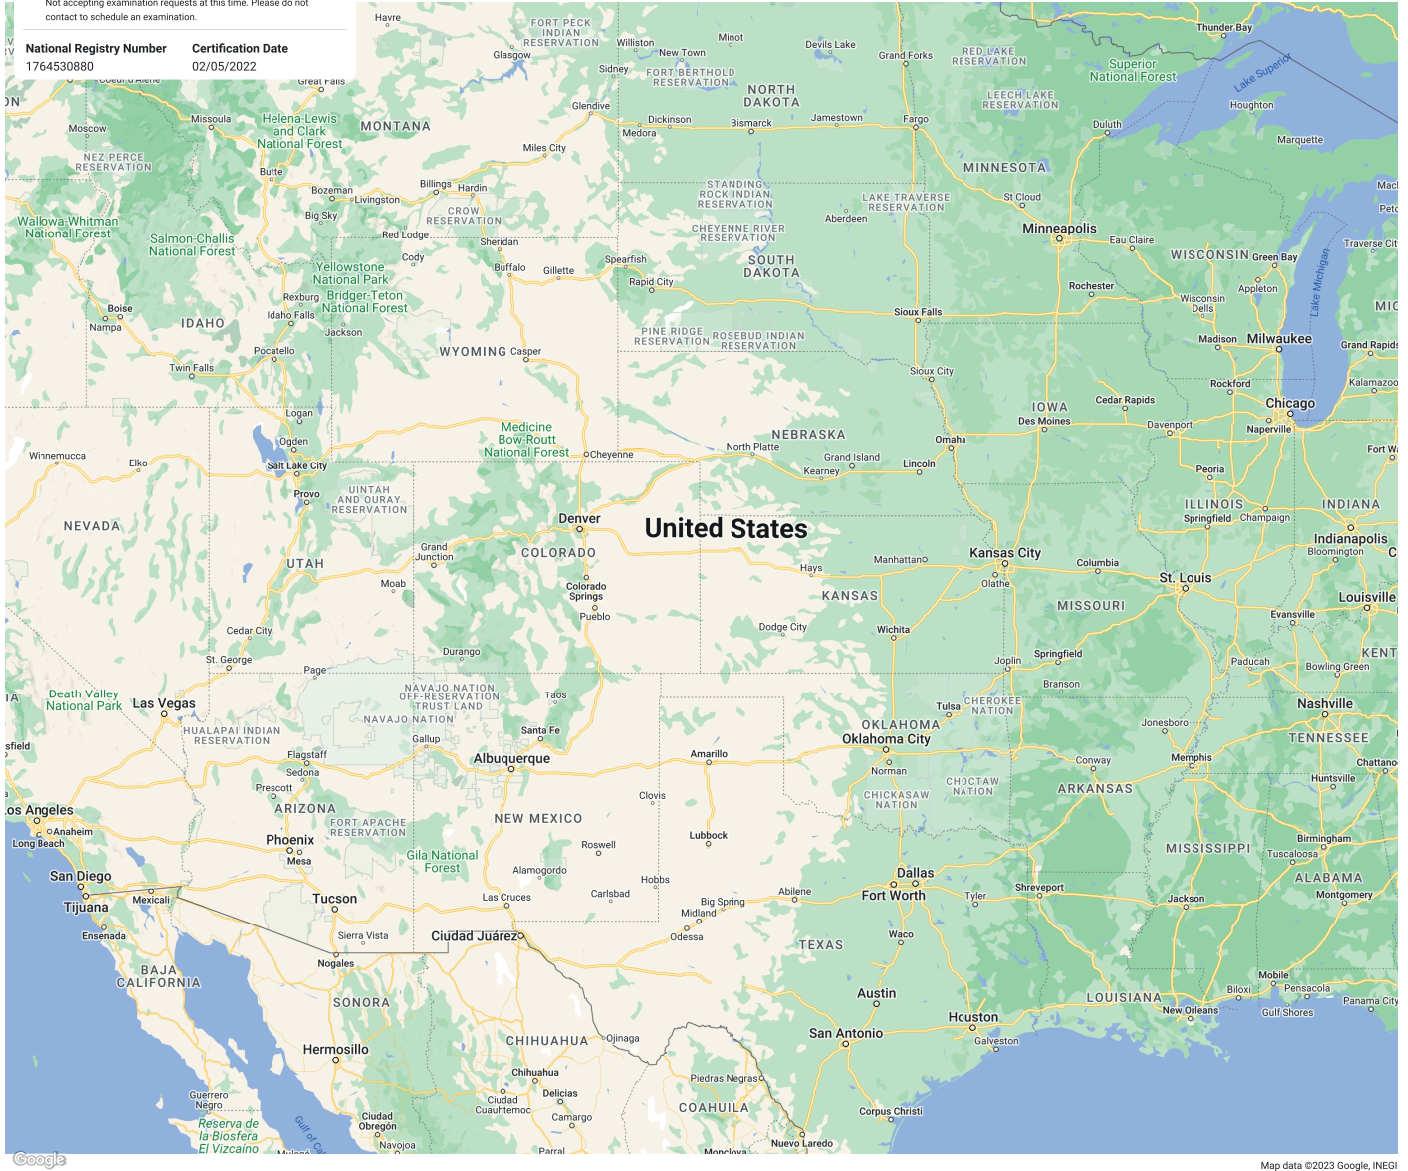 Not accepting examination requests at this time. Please do not
contact to schedule an examination.
National Registry Number
Certification Date
1764530880
02/05/2022
Havre
FORT PECK
INDIAN
RESERVATION
Williston
Minot
Devils Lake
Grand Forks
RED LAKE
RESERVATION
Thunder Bay
Glasgow
New Town
Sidney
FORT BERTHOLD
RESERVATION
Superior
National Forest
Lake Superior
Coeur d'Alene
Great Falls
NORTH
DAKOTA
LEECH LAKE
RESERVATION
Houghton
Glendive
Missoula
Helena-Lewis
and Clark
National Forest
MONTANA
Dickinson
Medora
Bismarck
Jamestown
Fargo
Duluth
Marquette
Moscow
NEZ PERCE
RESERVATION
Miles City
Butte
MINNESOTA
Bozeman
Livingston
Billings
Hardin
STANDING
ROCK INDIAN
RESERVATION
LAKE TRAVERSE
RESERVATION
St Cloud
Big Sky
CROW
RESERVATION
Aberdeen
Wallowa-Whitman
National Forest
Salmon-Challis
National Forest
Red Lodge
Sheridan
CHEYENNE RIVER
RESERVATION
Minneapolis
Eau Claire
Cody
Spearfish
SOUTH
DAKOTA
WISCONSIN
Green Bay
Traverse Cit
Yellowstone
National Park
Buffalo
Gillette
Rapid City
Rochester
Appleton
Lake Michigan
Rexburg
Bridger-Teton
National Forest
Wisconsin
Dells
Boise
Nampa
IDAHO
Idaho Falls
Jackson
Sioux Falls
PINE RIDGE
RESERVATION
ROSEBUD INDIAN
RESERVATION
Madison
Milwaukee
Grand Rapids
Pocatello
WYOMING
Casper
Twin Falls
Sioux City
Rockford
Kalamazoo
Logan
IOWA
Cedar Rapids
Chicago
Medicine
Bow-Routt
National Forest
NEBRASKA
Des Moines
Davenport
Naperville
Ogden
Omaha
Winnemucca
Elko
Salt Lake City
Cheyenne
North Platte
Grand Island
Kearney
Lincoln
Fort Wa
Peoria
Provo
UINTAH
AND OURAY
RESERVATION
ILLINOIS
INDIANA
NEVADA
Denver
United States
Springfield
Champaign
Indianapolis
COLORADO
Grand
Junction
UTAH
Manhattan
Kansas City
Bloomington
Moab
Colorado
Springs
Hays
Olathe
Columbia
St. Louis
KANSAS
MISSOURI
Louisville
Pueblo
Evansville
Cedar City
Dodge City
Wichita
Durango
St. George
Page
Joplin
Springfield
Paducah
KENT
Bowling Green
Branson
Death Valley
National Park
Las Vegas
NAVAJO NATION
OFF-RESERVATION
TRUST LAND
NAVAJO NATION
Taos
Tulsa
CHEROKEE
NATION
Nashville
HUALAPAI INDIAN
RESERVATION
OKLAHOMA
Jonesboro
TENNESSEE
sfield
Gallup
Santa Fe
Oklahoma City
Flagstaff
Albuquerque
Amarillo
Norman
Conway
Memphis
Chattano
Sedona
Prescott
CHOCTAW
NATION
ARKANSAS
Huntsville
os Angeles
ARIZONA
Clovis
CHICKASAW
NATION
Anaheim
Long Beach
FORT APACHE
RESERVATION
NEW MEXICO
Phoenix
Mesa
Lubbock
Birmingham
Roswell
Gila National
Forest
MISSISSIPPI
Tuscaloosa
San Diego
Alamogordo
Hobbs
Dallas
ALABAMA
Tijuana
Mexicali
Tucson
Las Cruces
Carlsbad
Big Spring
Abilene
Fort Worth
Tyler
Shreveport
Jackson
Montgomery
Midland
Ensenada
Sierra Vista
Ciudad Juárez
Odessa
Waco
TEXAS
Nogales
BAJA
CALIFORNIA
Mobile
Biloxi
Pensacola
Panama City
SONORA
Austin
LOUISIANA
New Orleans
Gulf Shores
Houston
San Antonio
Galveston
CHIHUAHUA
Ojinaga
Hermosillo
Chihuahua
Piedras Negras
Guerrero
Negro
Ciudad
Cuauhtemoc
Delicias
COAHUILA
Corpus Christi
Ciudad
Obregón
Camargo
Reserva de
la Biosfera
El Vizcaíno
Gulf of Cal
Navojoa
Nuevo Laredo
Parral
Monclova
Google
Map data ©2023 Google, INEGI